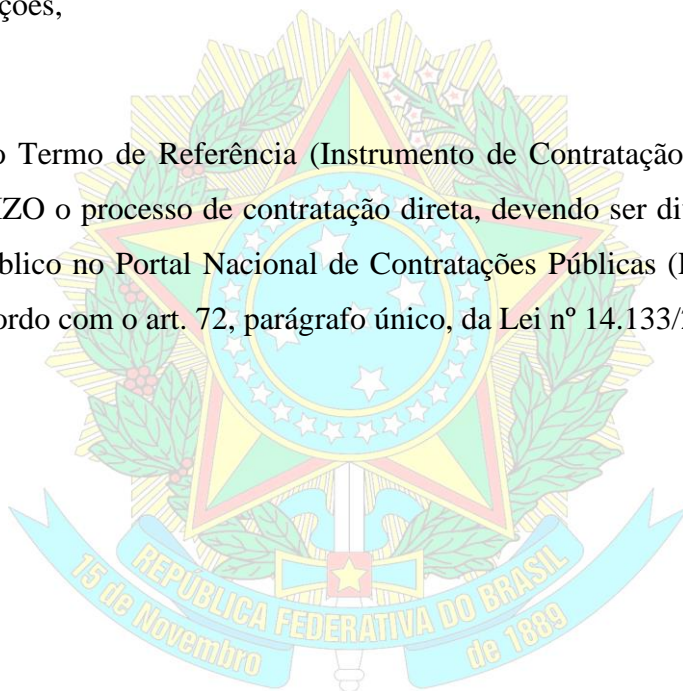 ções,
o Termo de Referência (Instrumento de Contratação
IZO o processo de contratação direta, devendo ser di
blico no Portal Nacional de Contratações Públicas (
ordo com o art. 72, parágrafo único, da Lei nº 14.133/
REPÚBLICA FEDERATIVA DO BRASIL
15 de Novembro de 1889